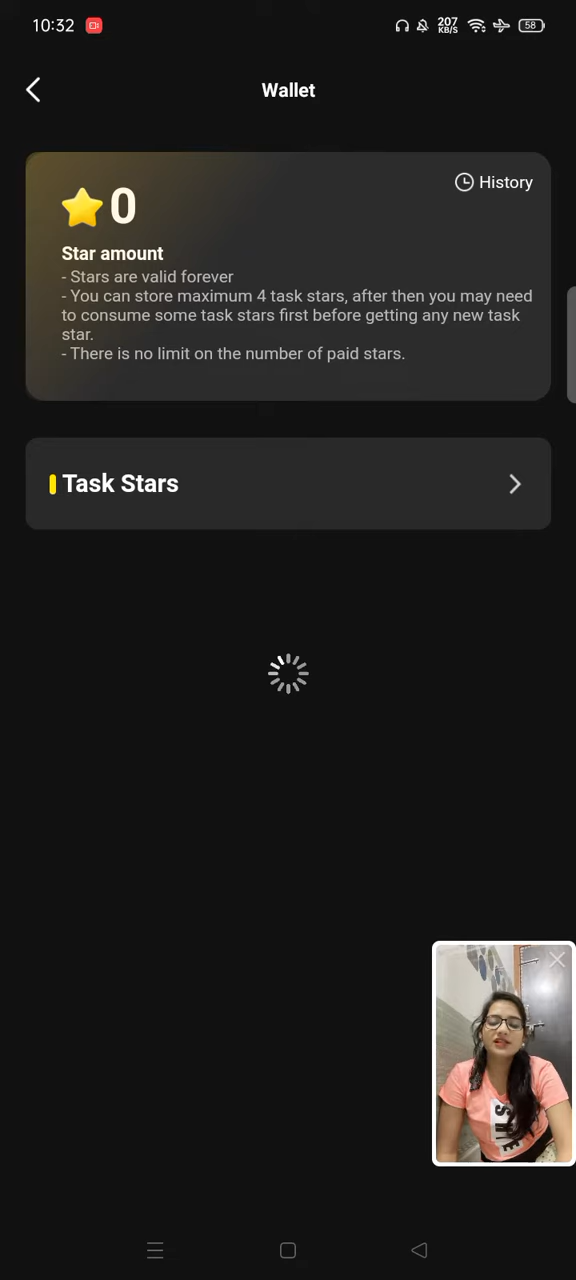 10:32
207
KB/S
58
Wallet
History
0
Star amount
- Stars are valid forever
- You can store maximum 4 task stars, after then you may need
to consume some task stars first before getting any new task
star.
- There is no limit on the number of paid stars.
Task Stars